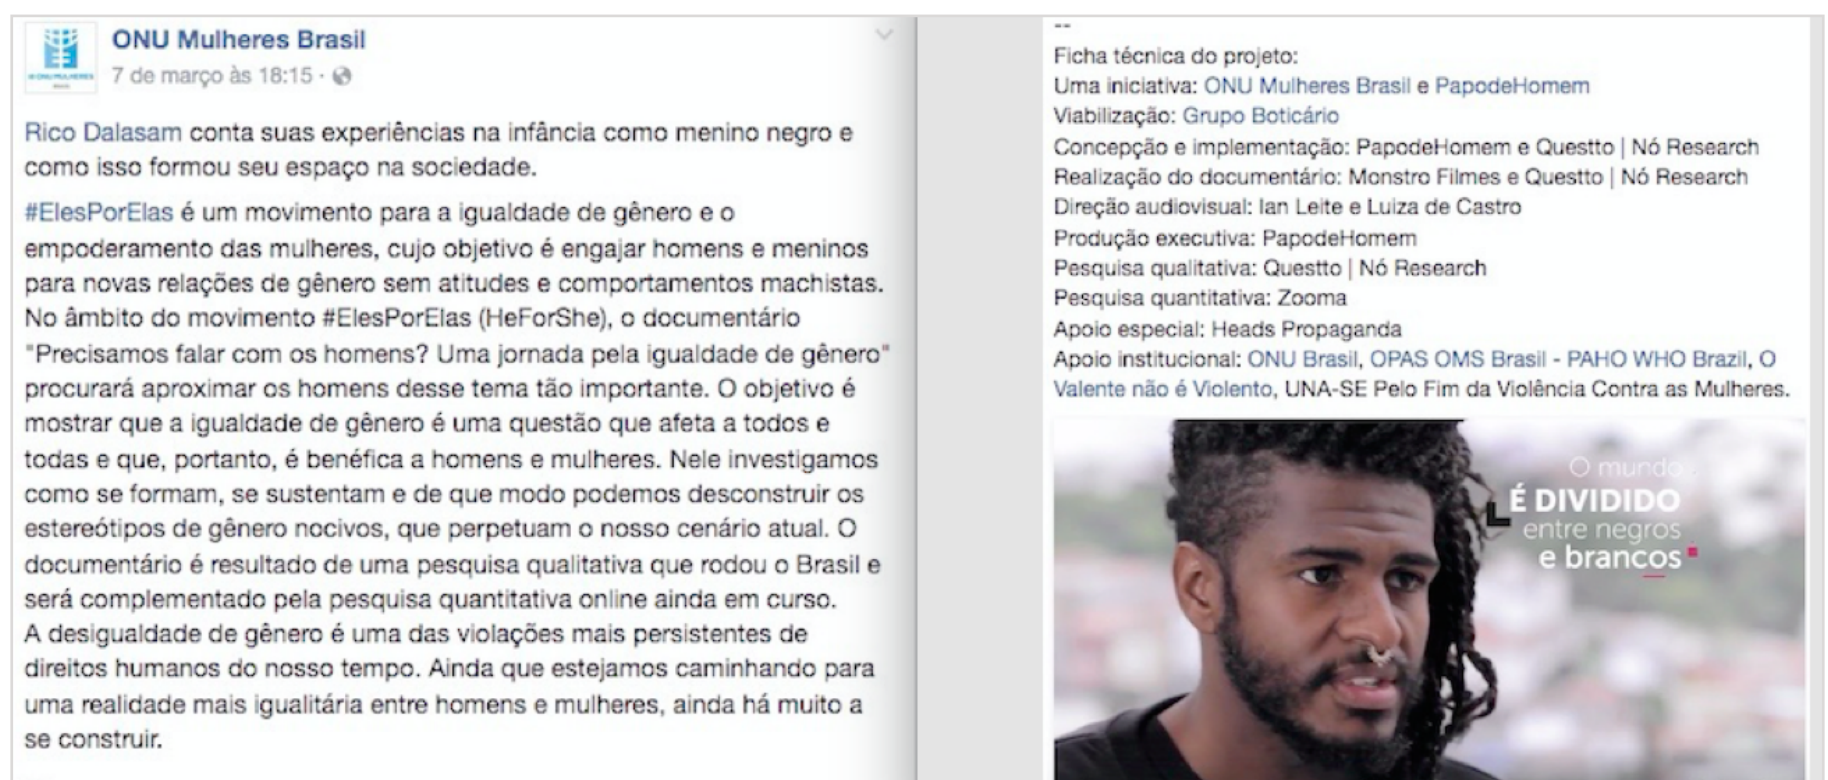 ONU Mulheres Brasil
7 de março às 18:15 ·
Rico Dalasam conta suas experiências na infância como menino negro e
como isso formou seu espaço na sociedade.
#ElesPorElas é um movimento para a igualdade de gênero e o
empoderamento das mulheres, cujo objetivo é engajar homens e meninos
para novas relações de gênero sem atitudes e comportamentos machistas.
No âmbito do movimento #ElesPorElas (HeForShe), o documentário
"Precisamos falar com os homens? Uma jornada pela igualdade de gênero"
procurará aproximar os homens desse tema tão importante. O objetivo é
mostrar que a igualdade de gênero é uma questão que afeta a todos e
todas e que, portanto, é benéfica a homens e mulheres. Nele investigamos
como se formam, se sustentam e de que modo podemos desconstruir os
estereótipos de gênero nocivos, que perpetuam o nosso cenário atual. O
documentário é resultado de uma pesquisa qualitativa que rodou o Brasil e
será complementado pela pesquisa quantitativa online ainda em curso.
A desigualdade de gênero é uma das violações mais persistentes de
direitos humanos do nosso tempo. Ainda que estejamos caminhando para
uma realidade mais igualitária entre homens e mulheres, ainda há muito a
se construir.
--
Ficha técnica do projeto:
Uma iniciativa: ONU Mulheres Brasil e PapodeHomem
Viabilização: Grupo Boticário
Concepção e implementação: PapodeHomem e Questto | Nó Research
Realização do documentário: Monstro Filmes e Questto | Nó Research
Direção audiovisual: Ian Leite e Luiza de Castro
Produção executiva: PapodeHomem
Pesquisa qualitativa: Questto | Nó Research
Pesquisa quantitativa: Zooma
Apoio especial: Heads Propaganda
Apoio institucional: ONU Brasil, OPAS OMS Brasil - PAHO WHO Brazil, O
Valente não é Violento, UNA-SE Pelo Fim da Violência Contra as Mulheres.
O mundo
É DIVIDIDO
entre negros
e brancos